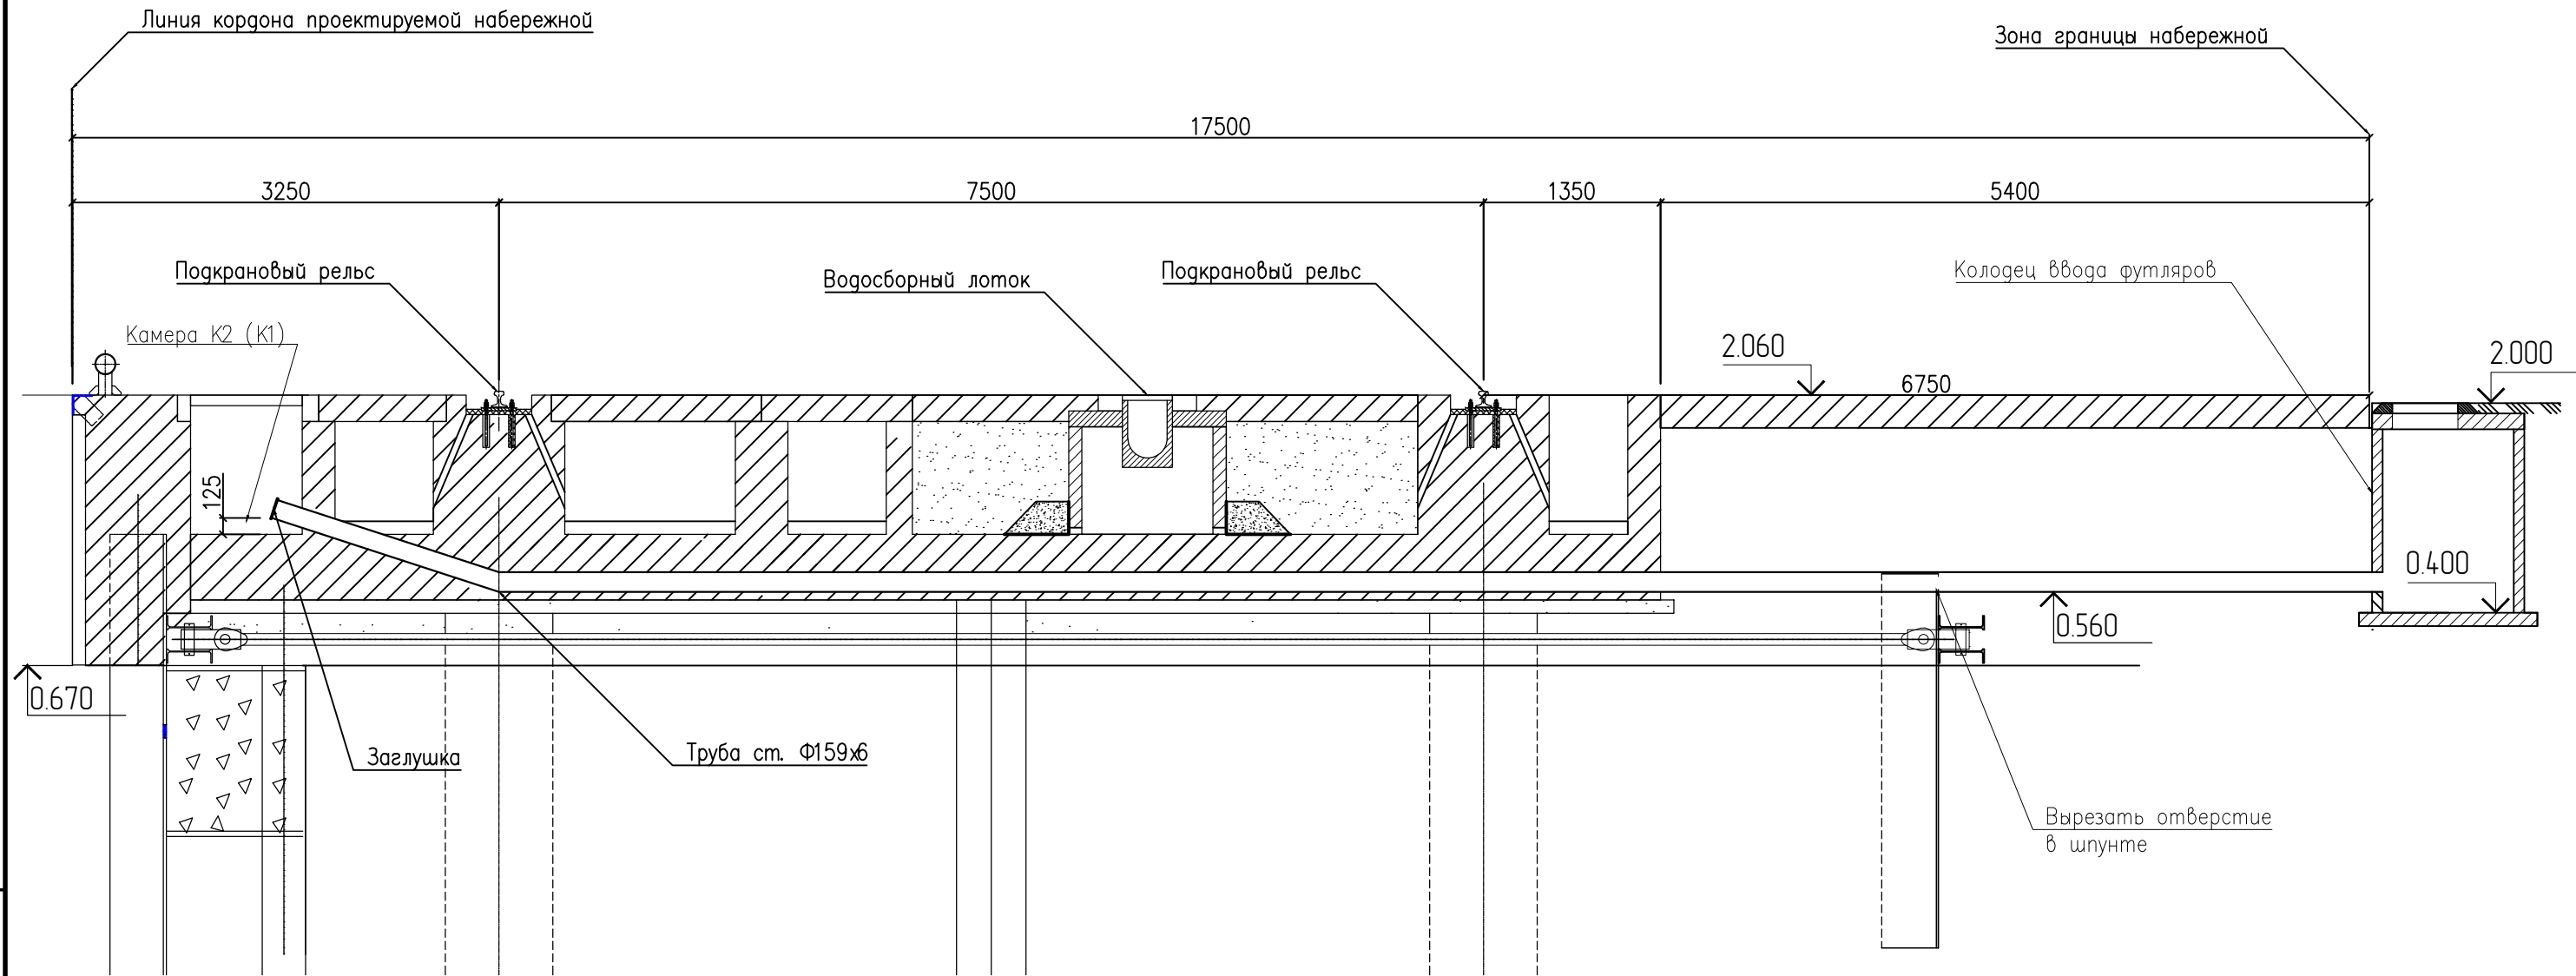 Линия кордона проектируемой набережной
Зона границы набережной
17500
3250
7500
1350
5400
Подкрановый рельс
Водосборный лоток
Подкрановый рельс
Колодец ввода футляров
Камера К2 (К1)
2.060
2.000
6750
125
0.400
0.560
0.670
Заглушка
Труба ст. Ф159х6
Вырезать отверстие
в шпунте